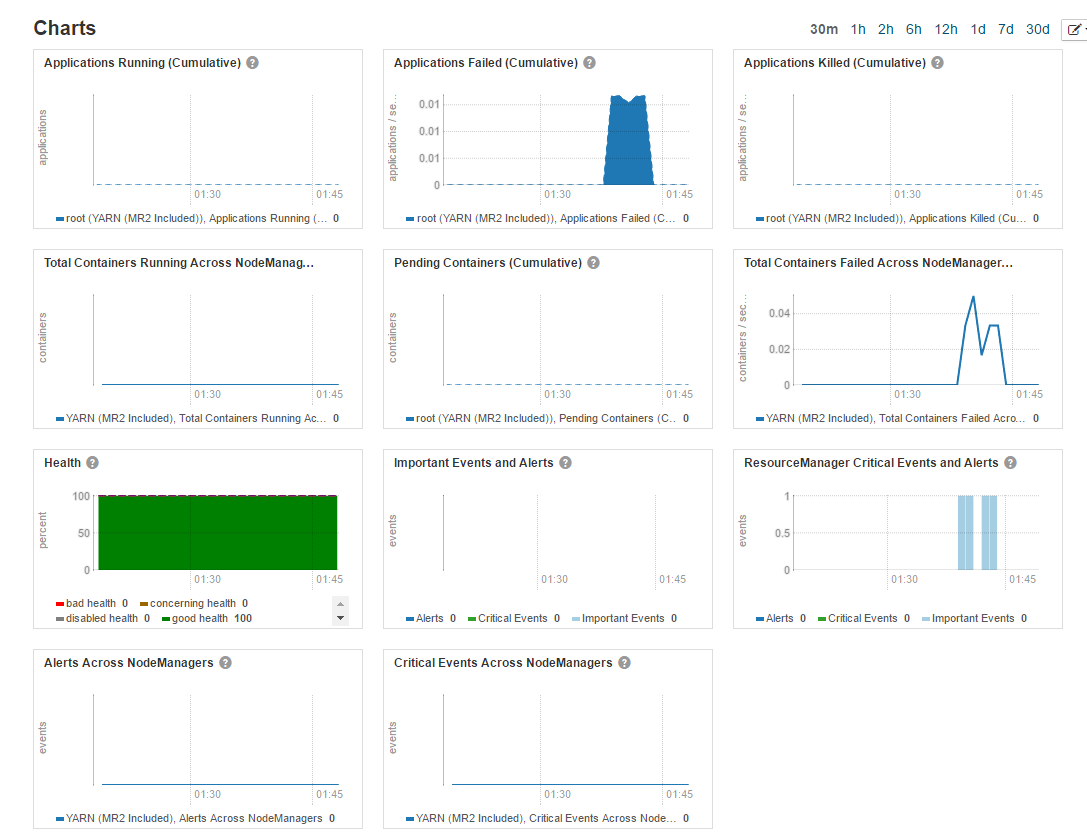 Charts
30m 1h 2h 6h 12h 1d 7d 30d
Applications Running (Cumulative) ?
applications
01:30 01:45
root (YARN (MR2 Included)), Applications Running (... 0
Applications Failed (Cumulative) ?
applications / se...
0.01
0.01
0.01
0
01:30 01:45
root (YARN (MR2 Included)), Applications Failed (C... 0
Applications Killed (Cumulative) ?
applications / se...
01:30 01:45
root (YARN (MR2 Included)), Applications Killed (Cu... 0
Total Containers Running Across NodeManag...
containers
01:30 01:45
YARN (MR2 Included), Total Containers Running Ac... 0
Pending Containers (Cumulative) ?
containers
01:30 01:45
root (YARN (MR2 Included)), Pending Containers (C... 0
Total Containers Failed Across NodeManager...
containers / sec...
0.04
0.02
0
01:30 01:45
YARN (MR2 Included), Total Containers Failed Acro... 0
Health ?
percent
100
50
0
01:30 01:45
bad health 0 concerning health 0
disabled health 0 good health 100
Important Events and Alerts ?
events
01:30 01:45
Alerts 0 Critical Events 0 Important Events 0
ResourceManager Critical Events and Alerts ?
events
1
0.5
0
01:30 01:45
Alerts 0 Critical Events 0 Important Events 0
Alerts Across NodeManagers ?
events
01:30 01:45
YARN (MR2 Included), Alerts Across NodeManagers 0
Critical Events Across NodeManagers ?
events
01:30 01:45
YARN (MR2 Included), Critical Events Across Node... 0